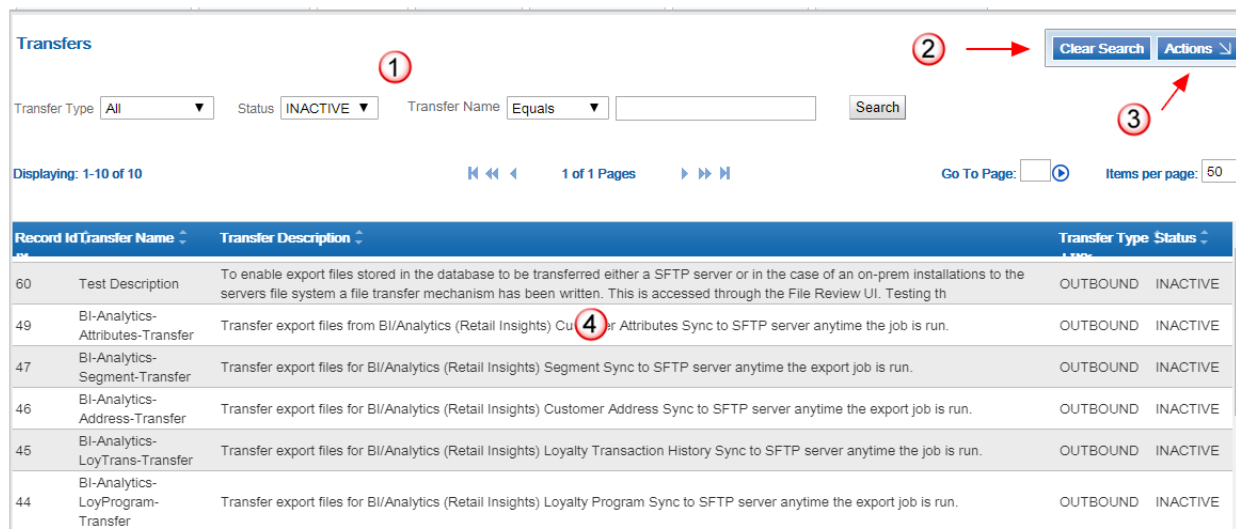 Transfers
1
2
Clear Search Actions
3
Transfer Type All Status INACTIVE Transfer Name Equals Search
Displaying: 1-10 of 10 1 of 1 Pages Go To Page: Items per page: 50
Record Id Transfer Name Transfer Description Transfer Type Status
60 Test Description To enable export files stored in the database to be transferred either a SFTP server or in the case of an on-prem installations to the
servers file system a file transfer mechanism has been written. This is accessed through the File Review UI. Testing th OUTBOUND INACTIVE
49 BI-Analytics-
Attributes-Transfer Transfer export files from BI/Analytics (Retail Insights) Attributes Sync to SFTP server anytime the job is run. OUTBOUND INACTIVE
4
47 BI-Analytics-
Segment-Transfer Transfer export files for BI/Analytics (Retail Insights) Segment Sync to SFTP server anytime the export job is run. OUTBOUND INACTIVE
46 BI-Analytics-
Address-Transfer Transfer export files for BI/Analytics (Retail Insights) Customer Address Sync to SFTP server anytime the export job is run. OUTBOUND INACTIVE
45 BI-Analytics-
LoyTrans-Transfer Transfer export files for BI/Analytics (Retail Insights) Loyalty Transaction History Sync to SFTP server anytime the job is run. OUTBOUND INACTIVE
44 BI-Analytics-
LoyProgram-
Transfer Transfer export files for BI/Analytics (Retail Insights) Loyalty Program Sync to SFTP server anytime the export job is run. OUTBOUND INACTIVE